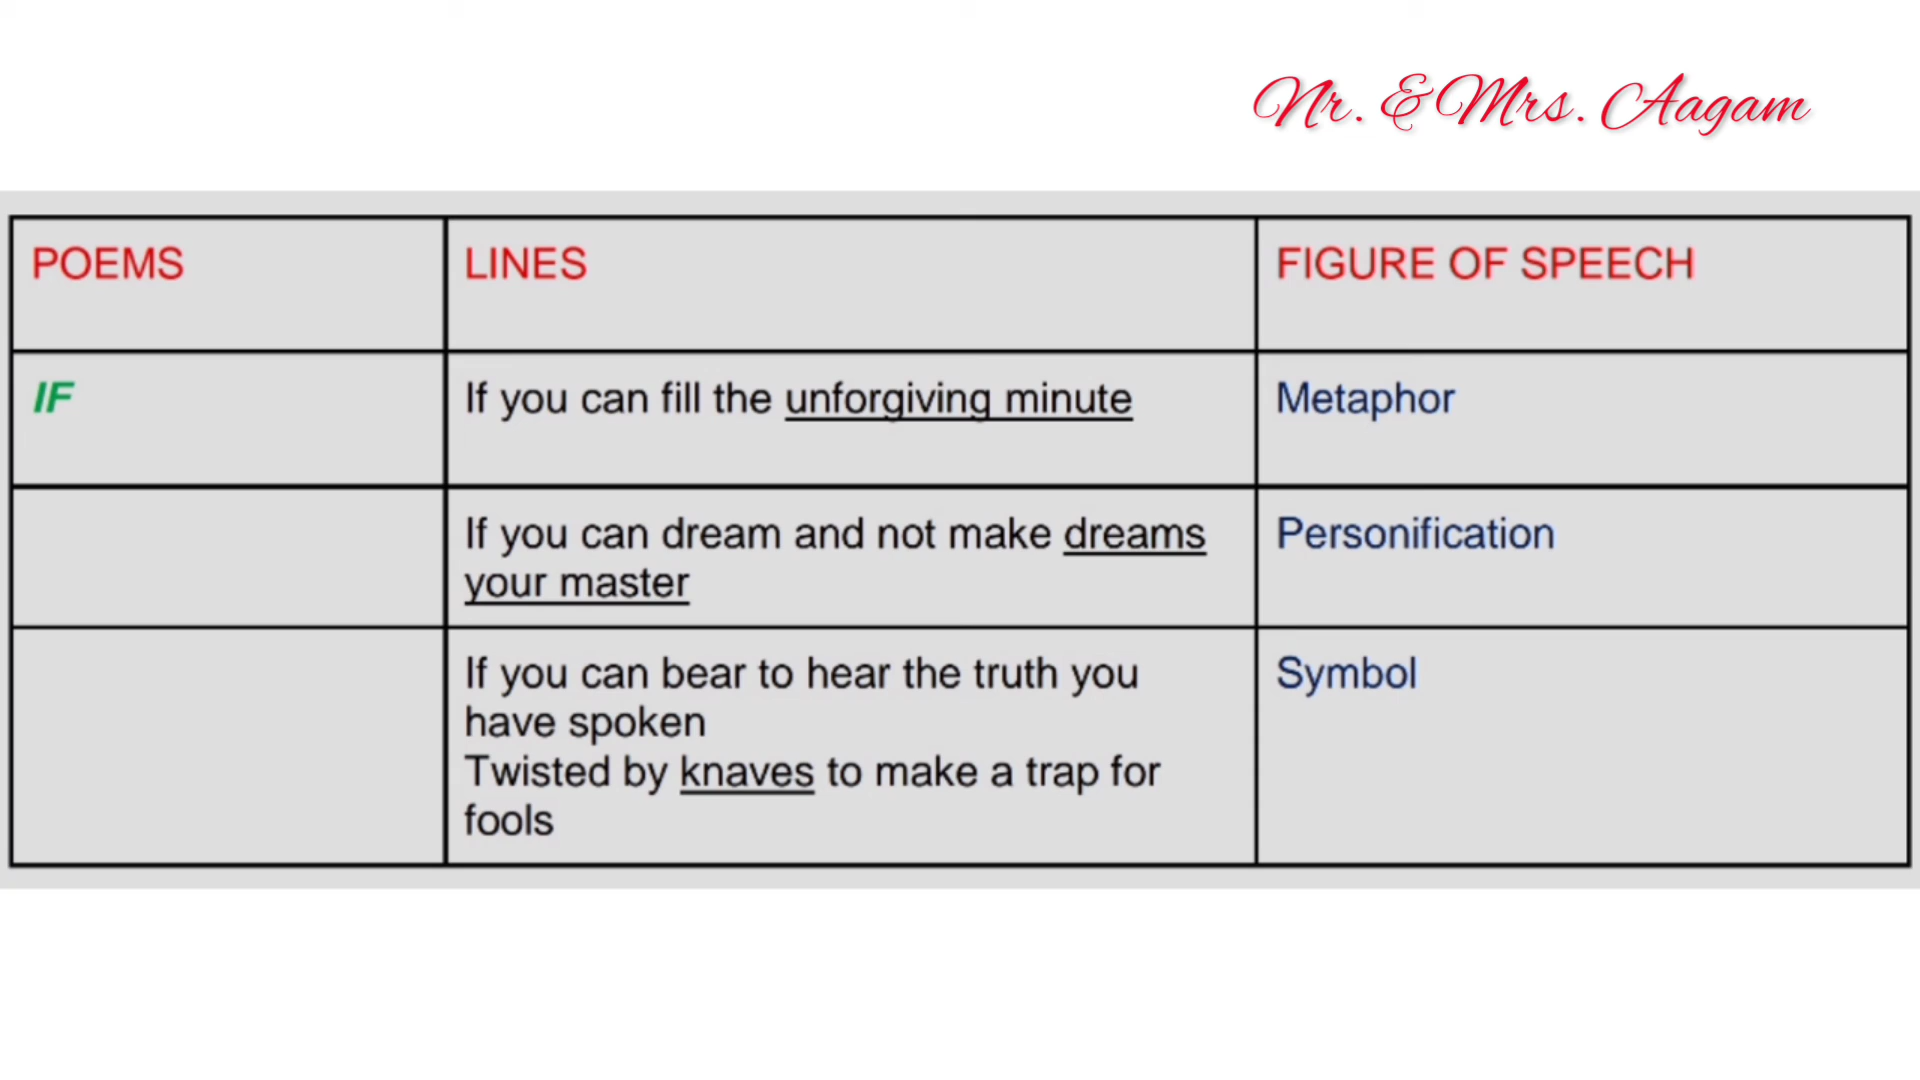 Nr. & Mrs. Aagam
POEMS
LINES
FIGURE OF SPEECH
IF
If you can fill the unforgiving minute
Metaphor
If you can dream and not make dreams
your master
Personification
If you can bear to hear the truth you
have spoken
Twisted by knaves to make a trap for
fools
Symbol